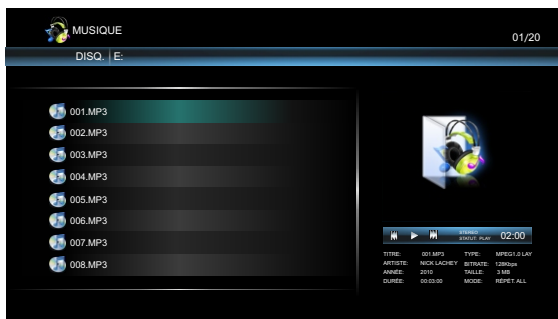 MUSIQUE
01/20
DISQ. | E:
001.MP3
002.MP3
003.MP3
004.MP3
005.MP3
006.MP3
007.MP3
008.MP3
STEREO
STATUT: PLAY 02:00
TITRE: 001.MP3 TYPE: MPEG1.0 LAY
ARTISTE: NICK LACHEY BITRATE: 128Kbps
ANNÉE: 2010 TAILLE: 3 MB
DURÉE: 00:03:00 MODE: RÉPÉT. ALL